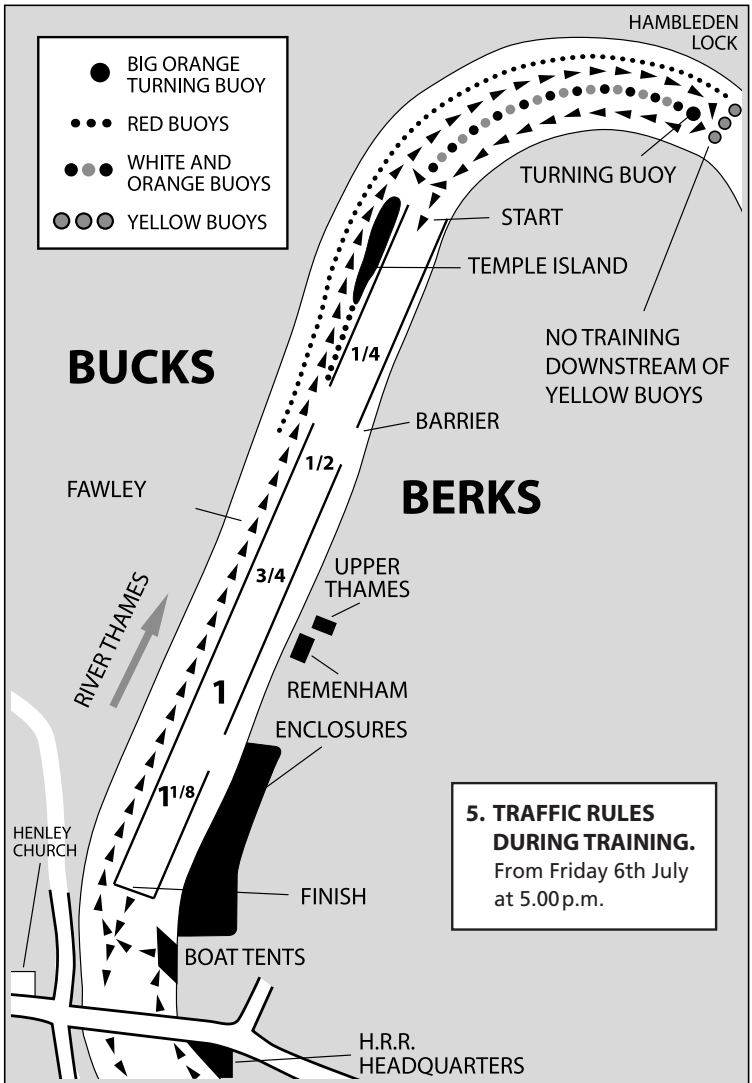 HAMBLEDEN
LOCK
BIG ORANGE
TURNING BUOY
RED BUOYS
WHITE AND
ORANGE BUOYS
YELLOW BUOYS
TURNING BUOY
START
TEMPLE ISLAND
NO TRAINING
DOWNSTREAM OF
YELLOW BUOYS
1/4
BUCKS
BARRIER
1/2
FAWLEY
BERKS
3/4
UPPER
THAMES
RIVER THAMES
REMENHAM
1
ENCLOSURES
1 1/8
5. TRAFFIC RULES
DURING TRAINING.
From Friday 6th July
at 5.00 p.m.
HENLEY
CHURCH
FINISH
BOAT TENTS
H.R.R.
HEADQUARTERS